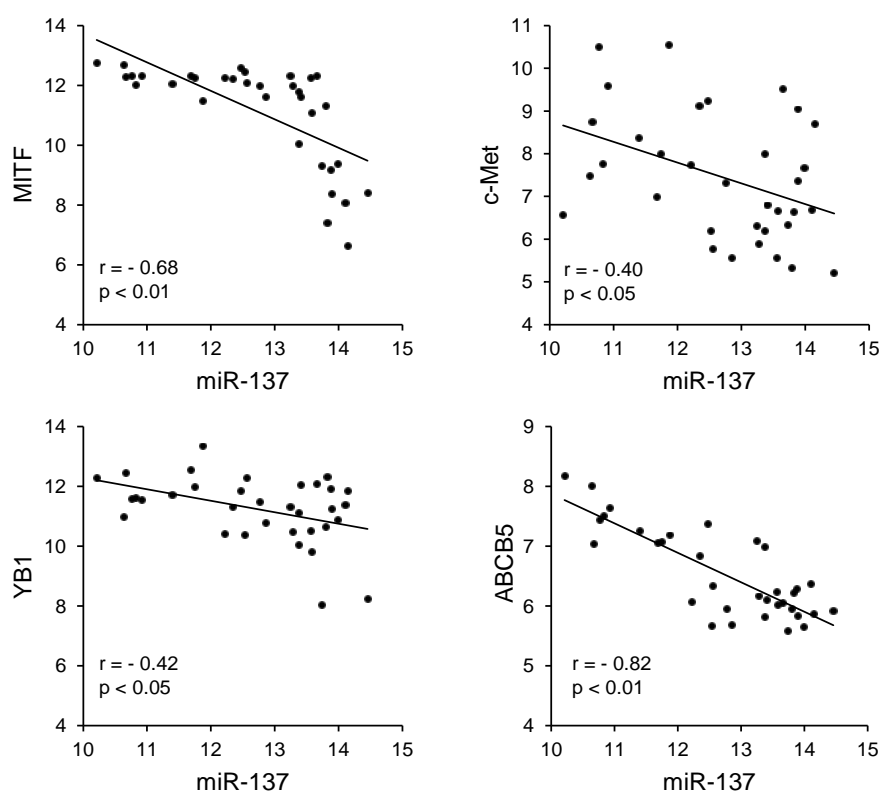 14
12
10
8
6
4
MITF
r = - 0.68
p < 0.01
10 11 12 13 14 15
miR-137
11
10
9
8
7
6
5
4
c-Met
r = - 0.40
p < 0.05
10 11 12 13 14 15
miR-137
14
12
10
8
6
4
YB1
r = - 0.42
p < 0.05
10 11 12 13 14 15
miR-137
9
8
7
6
5
4
ABCB5
r = - 0.82
p < 0.01
10 11 12 13 14 15
miR-137